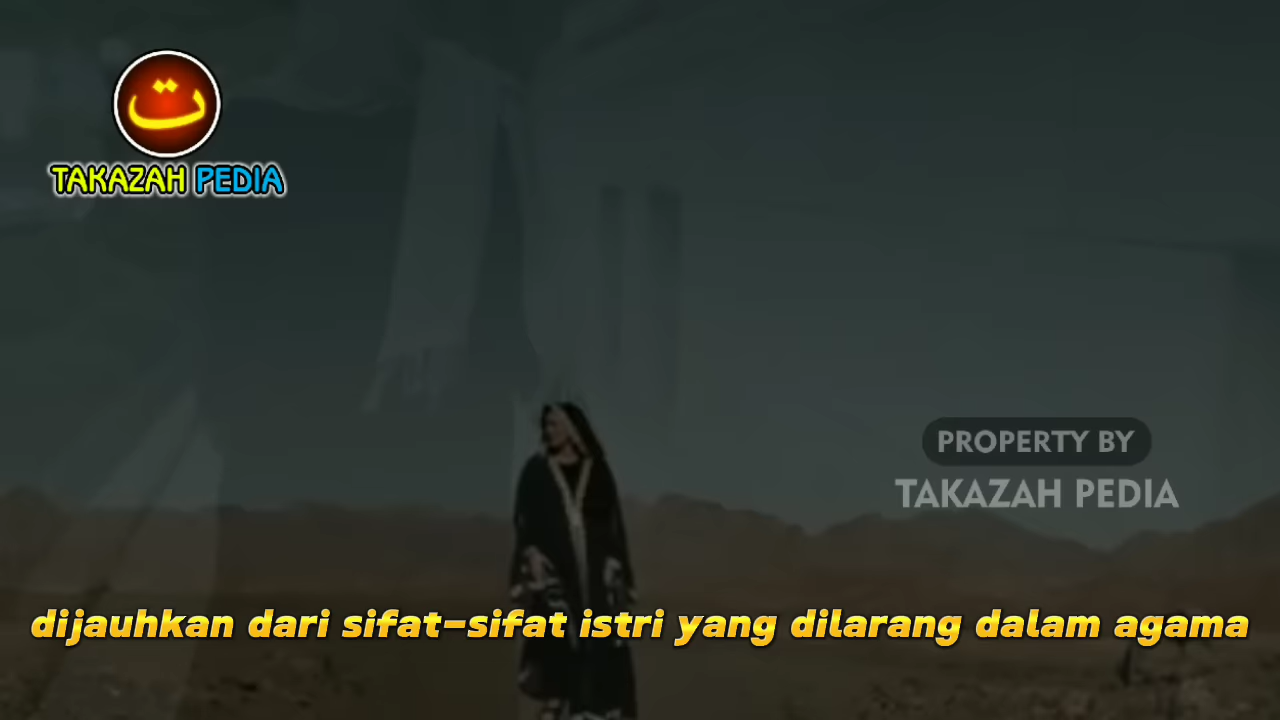 ت
TAKAZAH PEDIA
PROPERTY BY
TAKAZAH PEDIA
dijauhkan dari sifat-sifat istri yang dilarang dalam agama